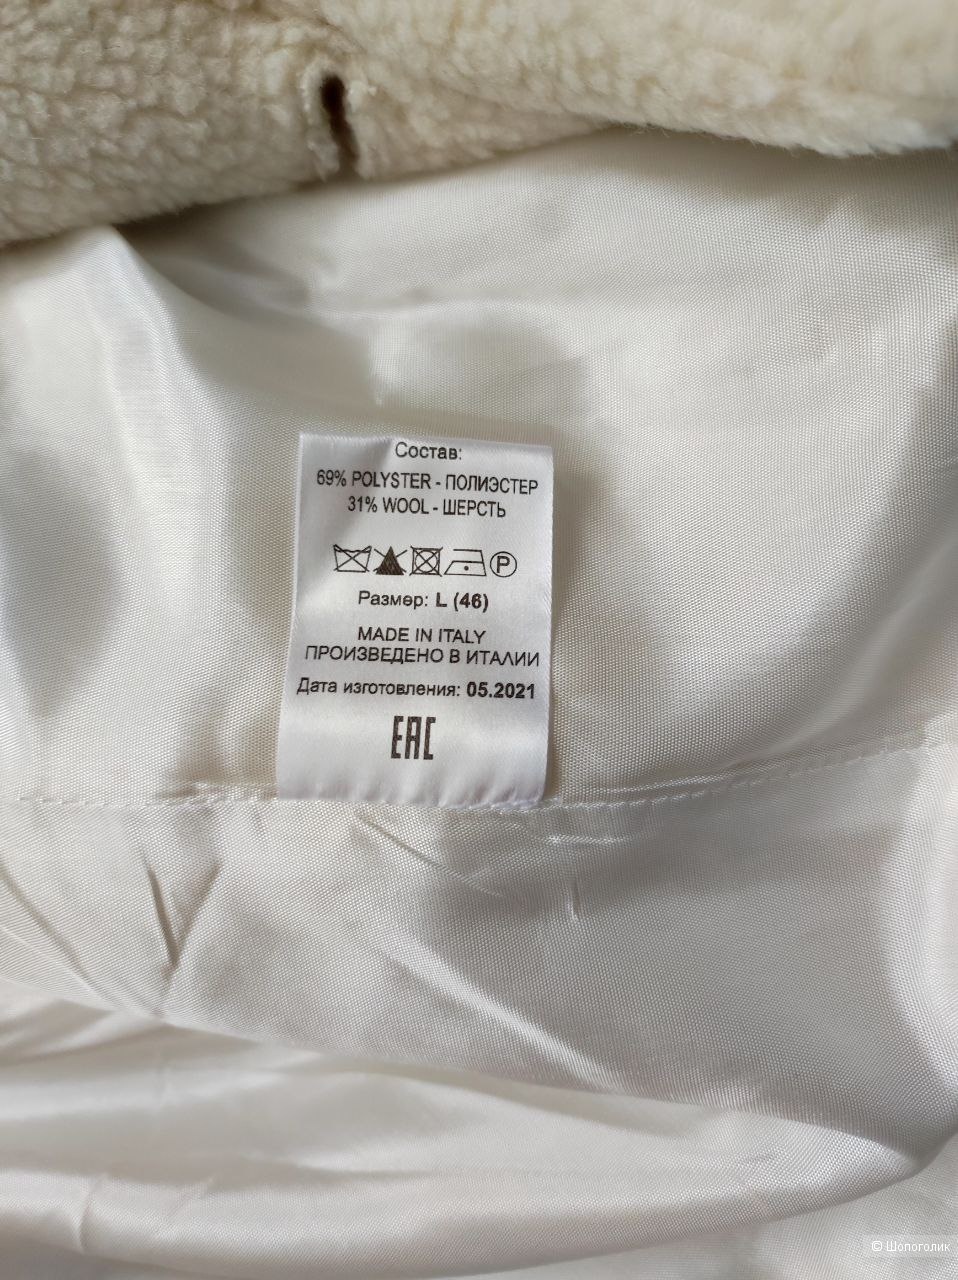 Состав:
69% POLYSTER - ПОЛИЭСТЕР
31% WOOL - ШЕРСТЬ
P
Размер: L (46)
MADE IN ITALY
ПРОИЗВЕДЕНО В ИТАЛИИ
Дата изготовления: 05.2021
EAC
© Шопоголик